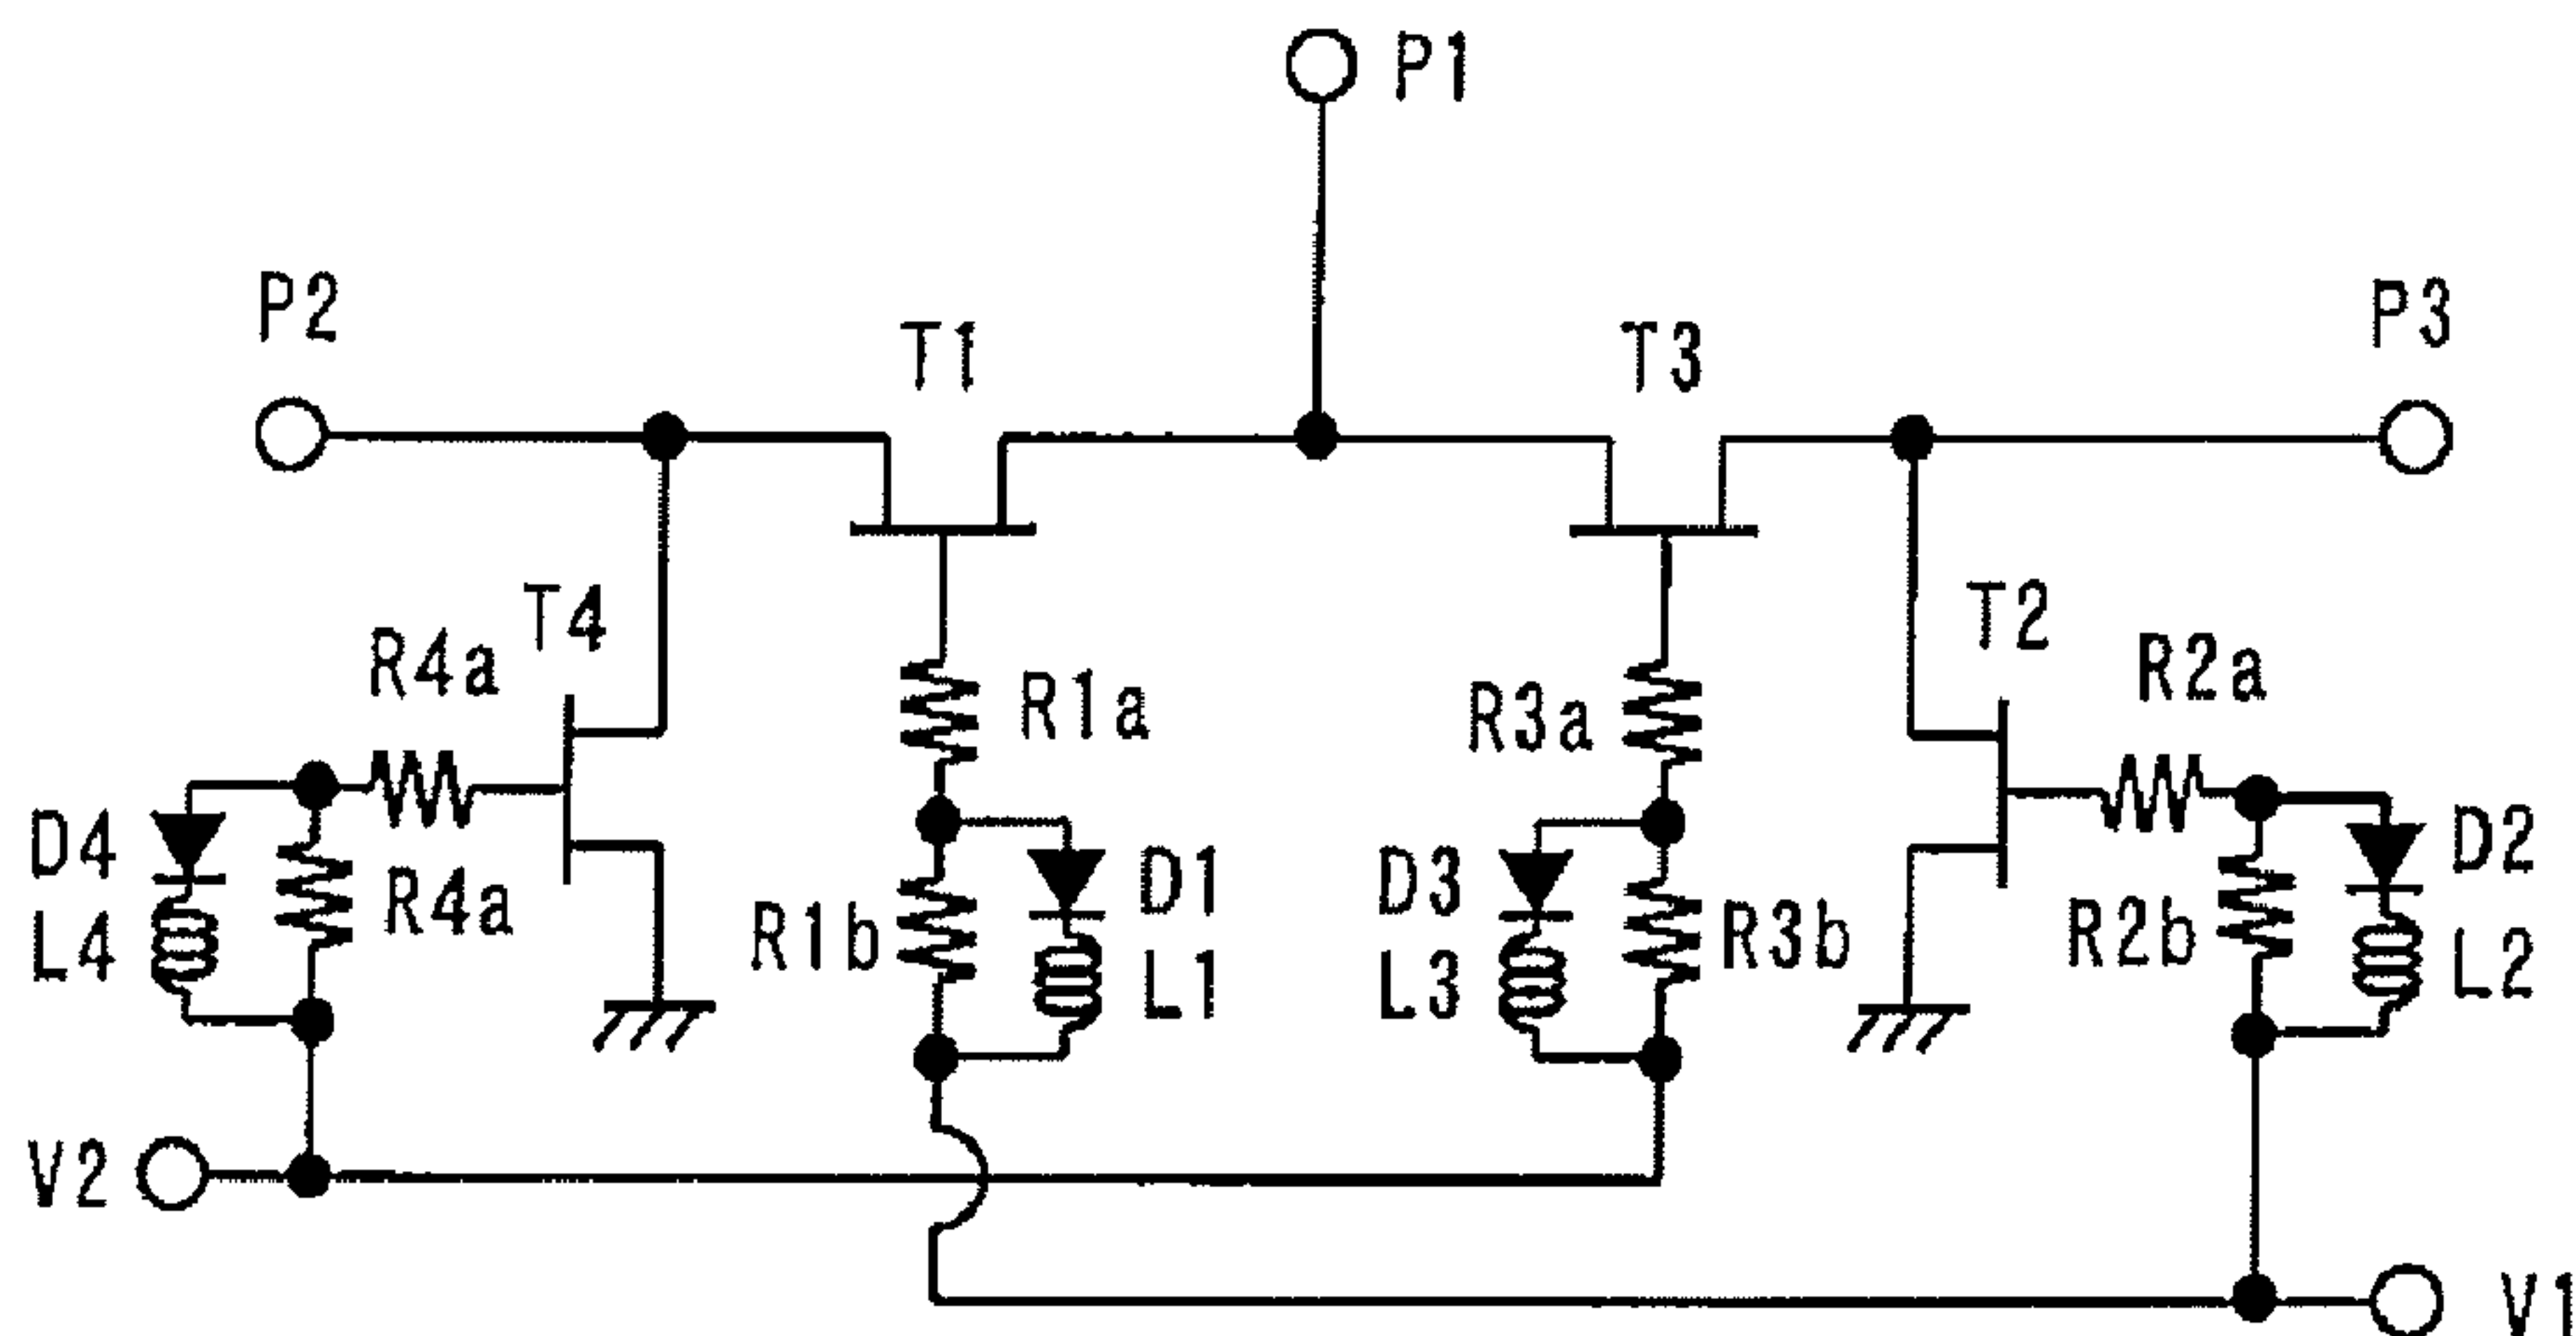 P1
P2
T1
T3
P3
T4
T2
R4a
R2a
R1a
R3a
D4
D1
D3
D2
R4a
R1b
R3b
R2b
L4
L1
L3
L2
V2
V1